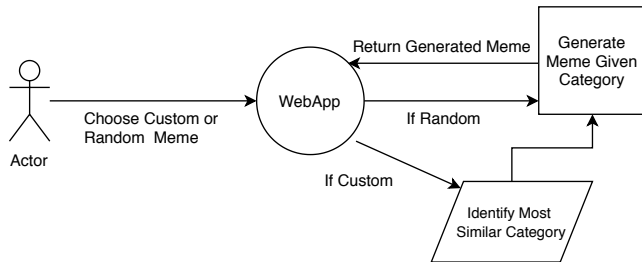 Return Generated Meme
Generate
Meme Given
Category
Choose Custom or
Random Meme
WebApp
If Random
Actor
If Custom
Identify Most
Similar Category